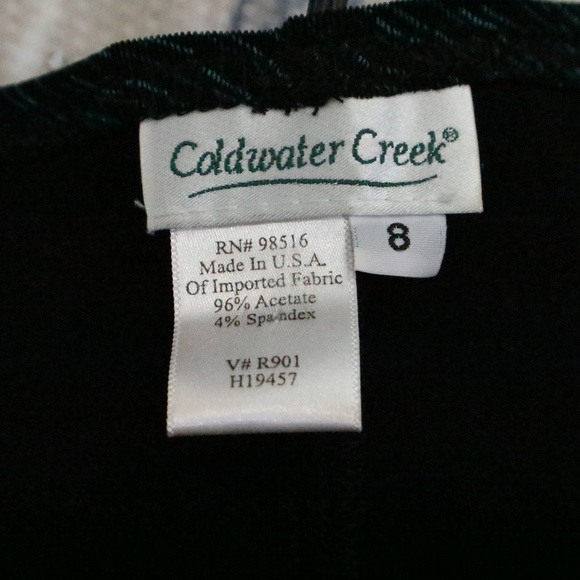 Coldwater Creek®
8
RN# 98516
Made In U.S.A.
Of Imported Fabric
96% Acetate
4% Spandex
V# R901
H19457